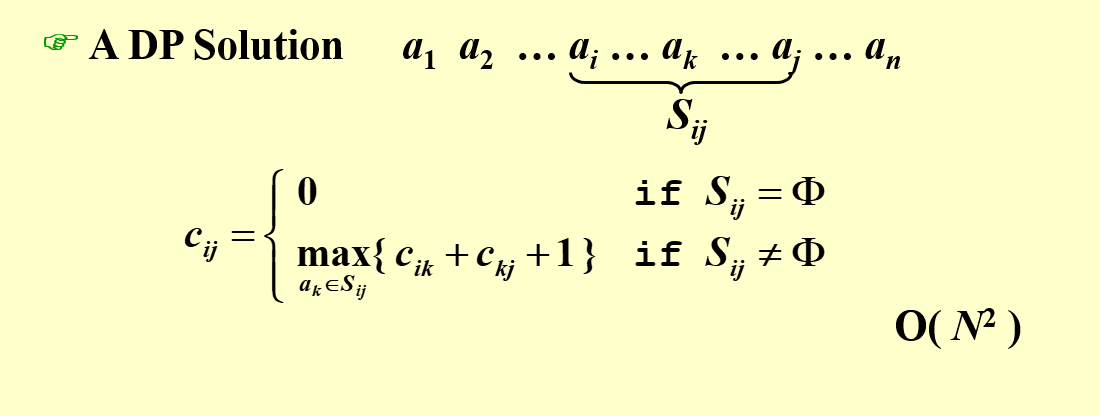 ☞ A DP Solution a₁ a₂ … aᵢ … aₖ … aⱼ … aₙ
Sᵢⱼ
0 if Sᵢⱼ = Φ
cᵢⱼ = {
max{ cᵢₖ + cₖⱼ + 1 } if Sᵢⱼ ≠ Φ
aₖ∈Sᵢⱼ
O( N² )